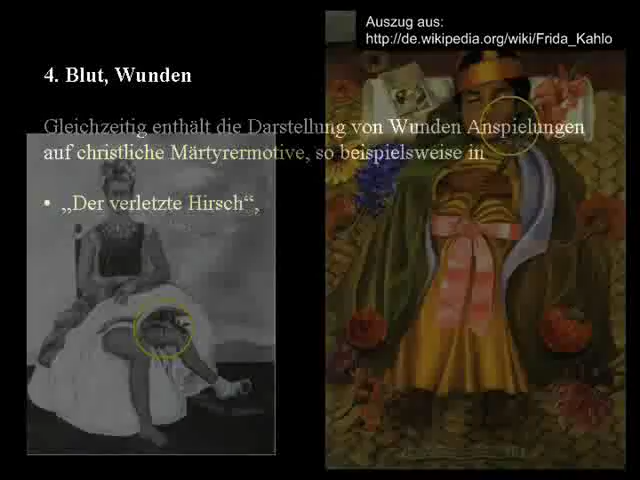 Auszug aus:
http://de.wikipedia.org/wiki/Frida_Kahlo
4. Blut, Wunden
Gleichzeitig enthält die Darstellung von Wunden Anspielungen
auf christliche Märtyrermotive, so beispielsweise in
• „Der verletzte Hirsch“,